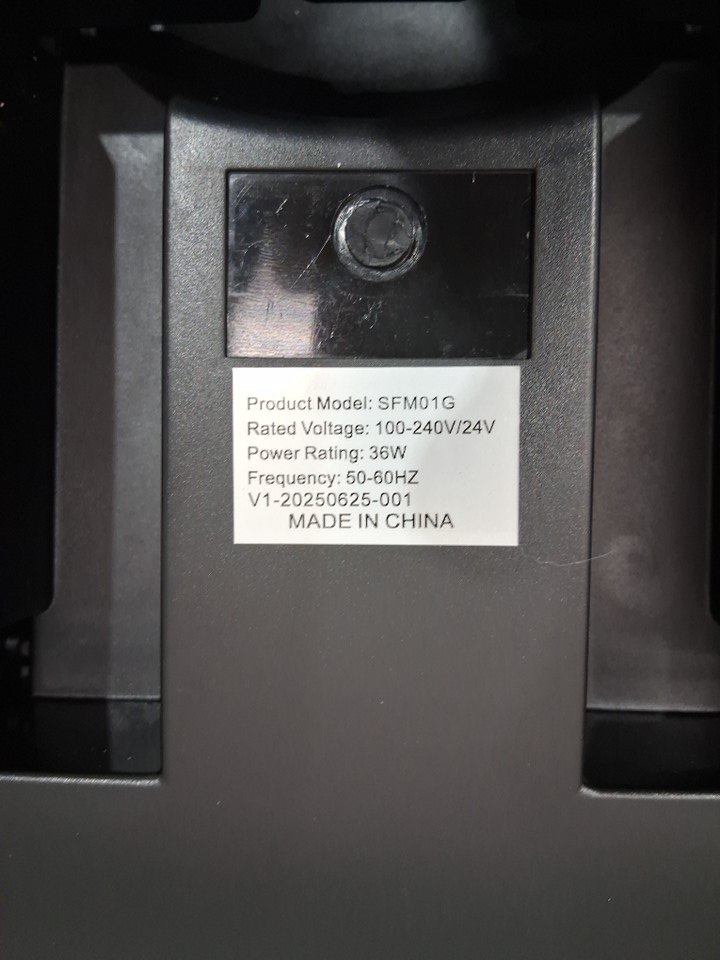 Product Model: SFM01G
Rated Voltage: 100-240V/24V
Power Rating: 36W
Frequency: 50-60HZ
V1-20250625-001
MADE IN CHINA